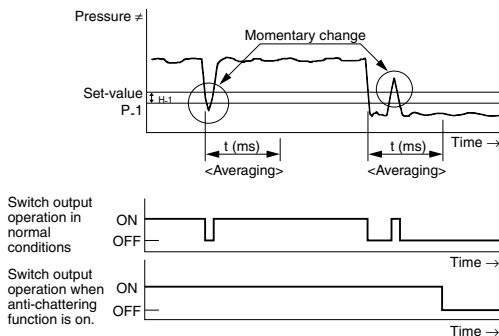 Pressure ≠
Momentary change
Set-value
H-1
P-1
t (ms)
t (ms)
Time →
<Averaging>
<Averaging>
Switch output
operation in
normal
conditions
ON
OFF
Time →
Switch output
operation when
anti-chattering
function is on.
ON
OFF
Time →